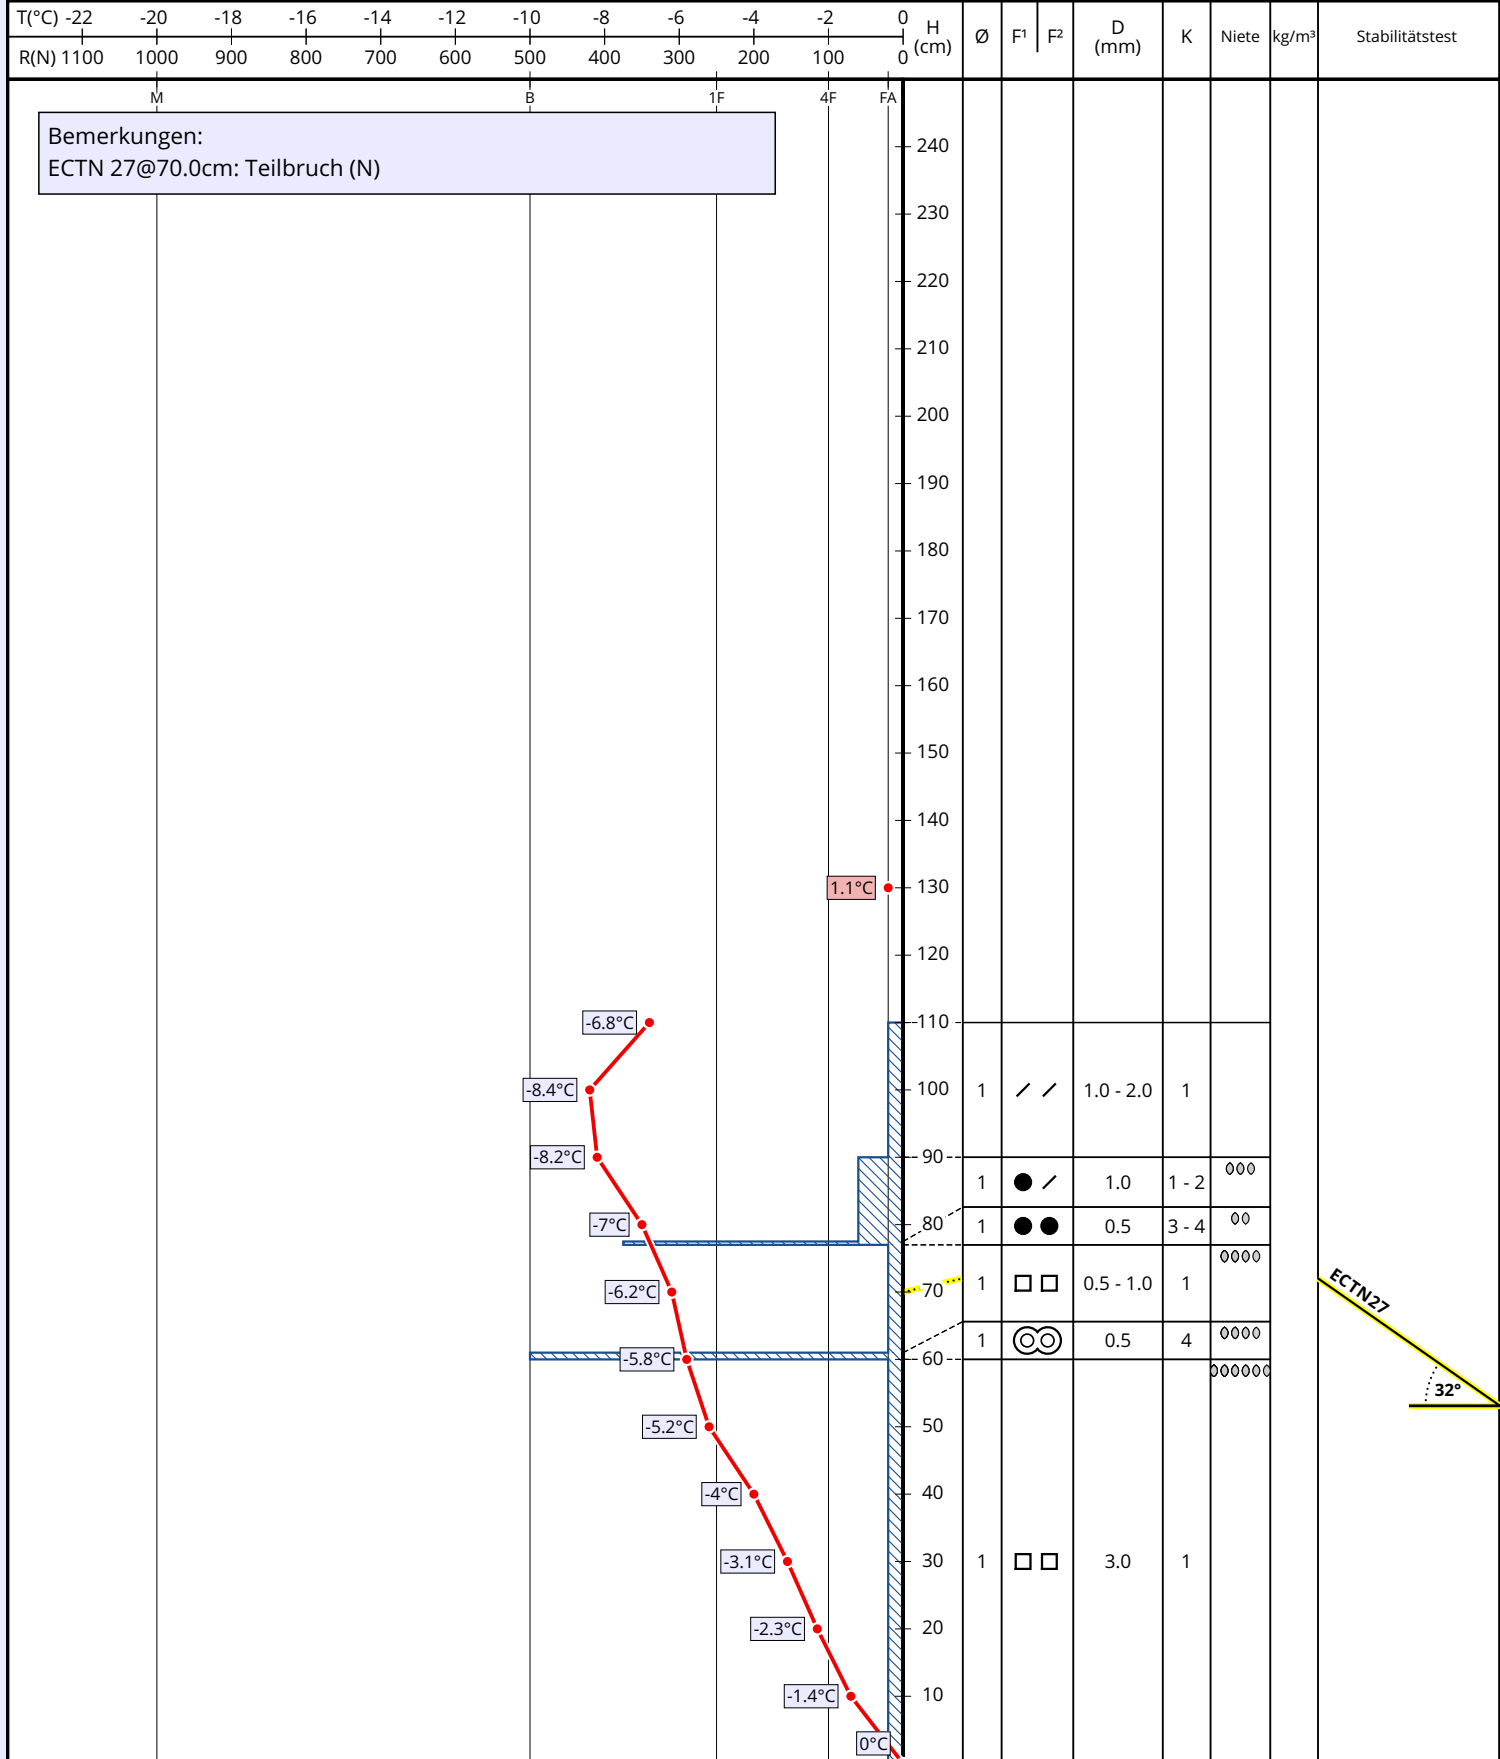 T(°C) -22 -20 -18 -16 -14 -12 -10 -8 -6 -4 -2 0
R(N) 1100 1000 900 800 700 600 500 400 300 200 100 0
H (cm) Ø F¹ F² D (mm) K Niete kg/m³ Stabilitätstest
M B 1F 4F FA
Bemerkungen:
ECTN 27@70.0cm: Teilbruch (N)
240
230
220
210
200
190
180
170
160
150
140
1.1°C 130
120
-6.8°C 110
-8.4°C 100 1 1.0 - 2.0 1
-8.2°C 90
1 1.0 1 - 2
-7°C 80 1 0.5 3 - 4
-6.2°C 70 1 0.5 - 1.0 1 ECTN27
1 0.5 4
-5.8°C 60
32°
-5.2°C 50
-4°C 40
-3.1°C 30 1 3.0 1
-2.3°C 20
-1.4°C 10
0°C